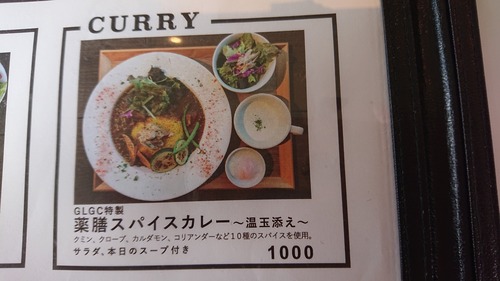 CURRY
GLGC特製
薬膳スパイスカレー〜温玉添え〜
クミン、クローブ、カルダモン、コリアンダーなど10種のスパイスを使用。
サラダ、本日のスープ付き
1000